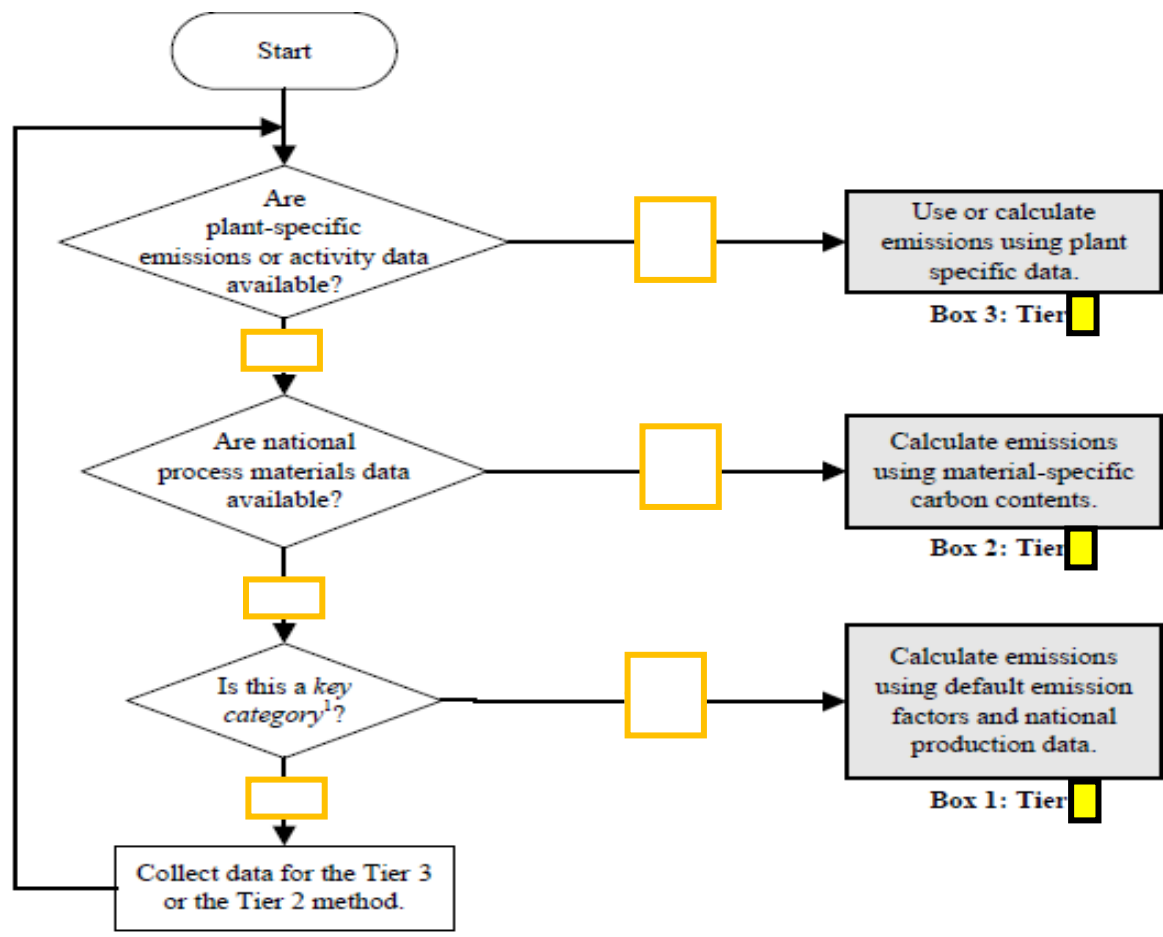 Start
Are
plant-specific
emissions or activity data
available?
Use or calculate
emissions using plant
specific data.
Box 3: Tier
Are national
process materials data
available?
Calculate emissions
using material-specific
carbon contents.
Box 2: Tier
Is this a key
category¹?
Calculate emissions
using default emission
factors and national
production data.
Box 1: Tier
Collect data for the Tier 3
or the Tier 2 method.